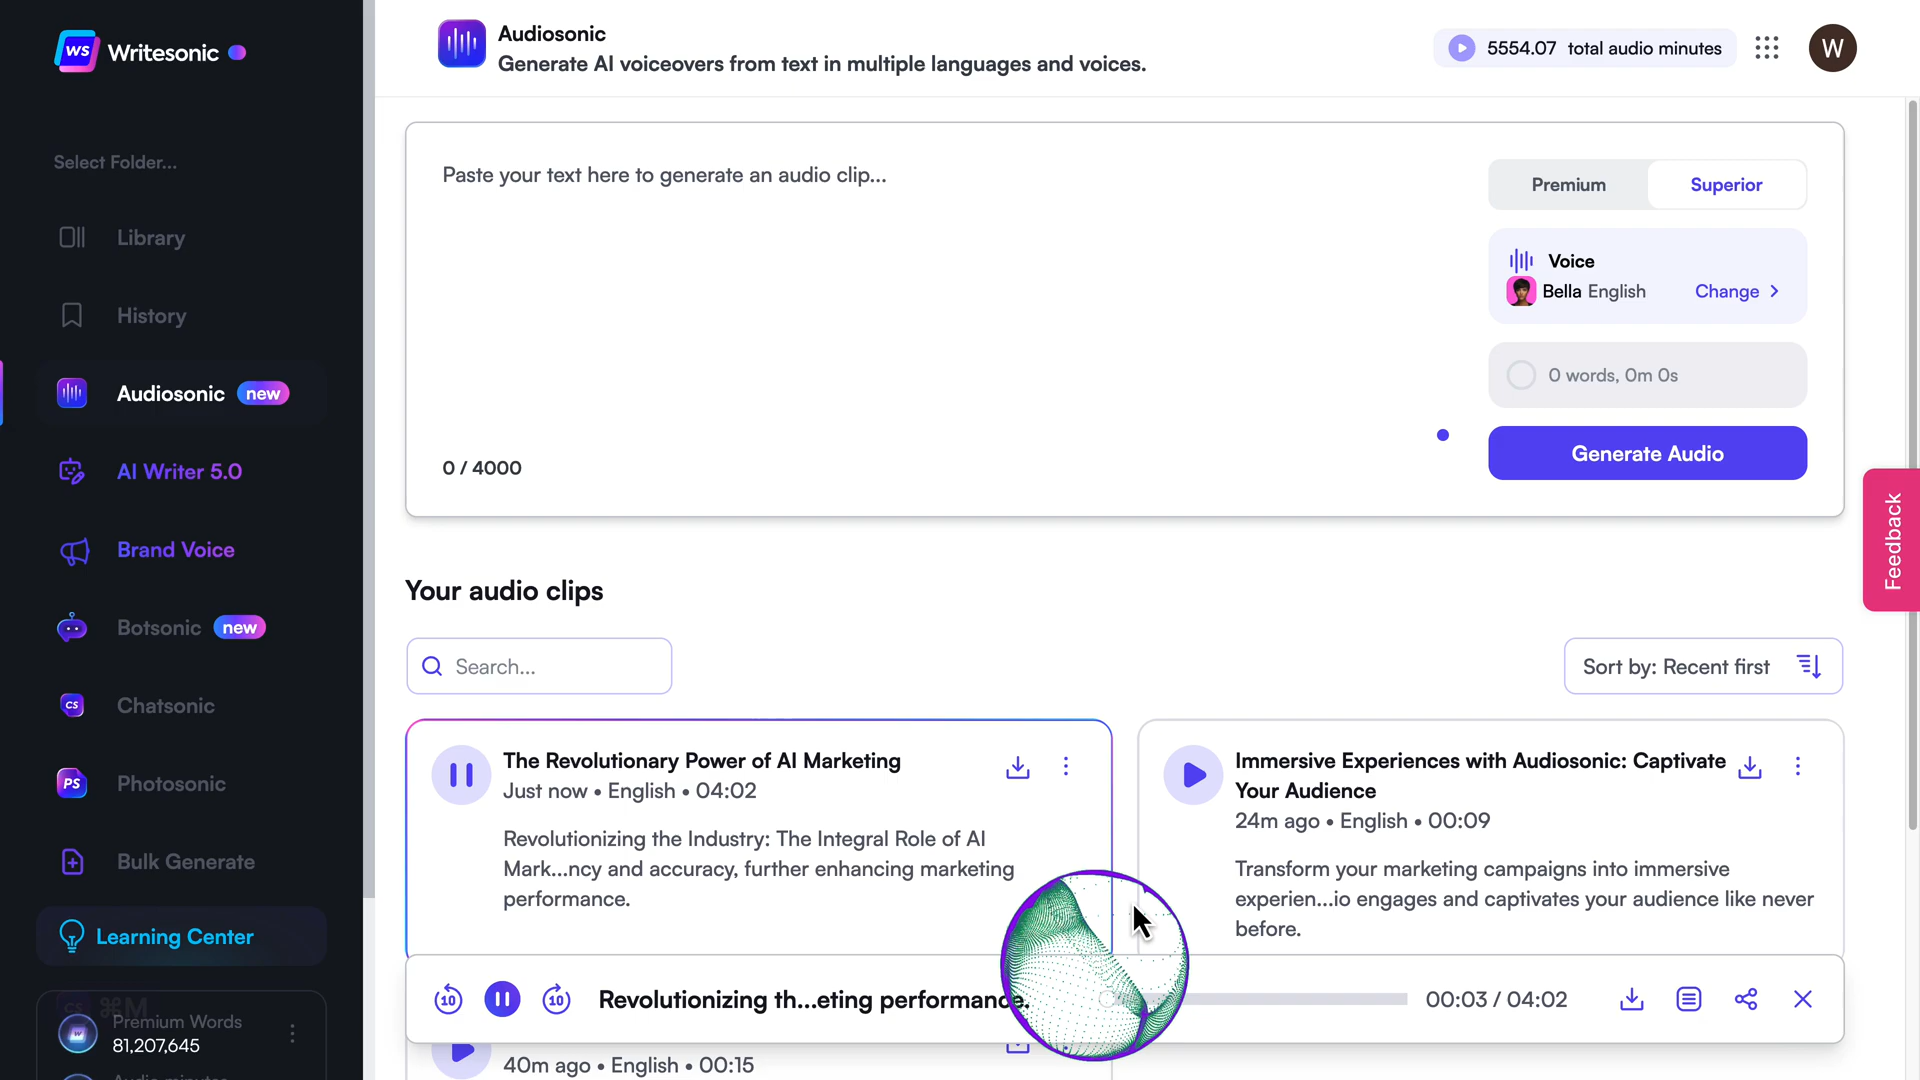 WS Writesonic
Select Folder...
Library
History
Audiosonic new
AI Writer 5.0
Brand Voice
Botsonic new
CS Chatsonic
PS Photosonic
Bulk Generate
Learning Center
⌘M
Premium Words
81,207,645
Audiosonic
Generate AI voiceovers from text in multiple languages and voices.
5554.07 total audio minutes
W
Paste your text here to generate an audio clip...
0 / 4000
Premium
Superior
Voice
Bella English
Change
0 words, 0m 0s
Generate Audio
Feedback
Your audio clips
Search...
Sort by: Recent first
The Revolutionary Power of AI Marketing
Just now • English • 04:02
Revolutionizing the Industry: The Integral Role of AI
Mark...ncy and accuracy, further enhancing marketing
performance.
Immersive Experiences with Audiosonic: Captivate
Your Audience
24m ago • English • 00:09
Transform your marketing campaigns into immersive
experien...io engages and captivates your audience like never
before.
10
10
Revolutionizing th...eting performance.
00:03 / 04:02
40m ago • English • 00:15